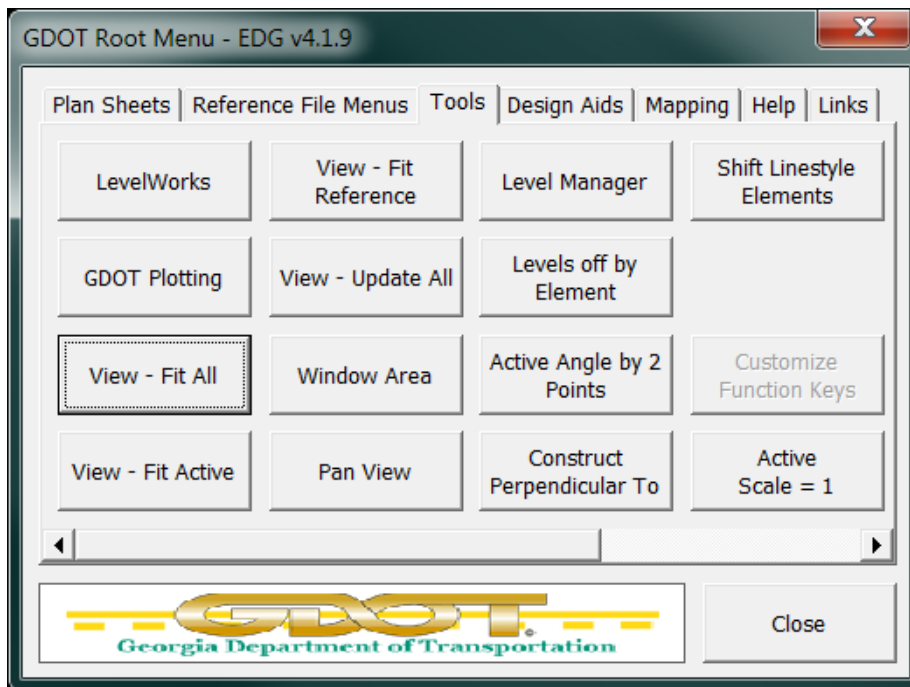 GDOT Root Menu - EDG v4.1.9
X
Plan Sheets
Reference File Menus
Tools
Design Aids
Mapping
Help
Links
LevelWorks
View - Fit
Reference
Level Manager
Shift Linestyle
Elements
GDOT Plotting
View - Update All
Levels off by
Element
View - Fit All
Window Area
Active Angle by 2
Points
Customize
Function Keys
View - Fit Active
Pan View
Construct
Perpendicular To
Active
Scale = 1
GDOT
Georgia Department of Transportation
Close